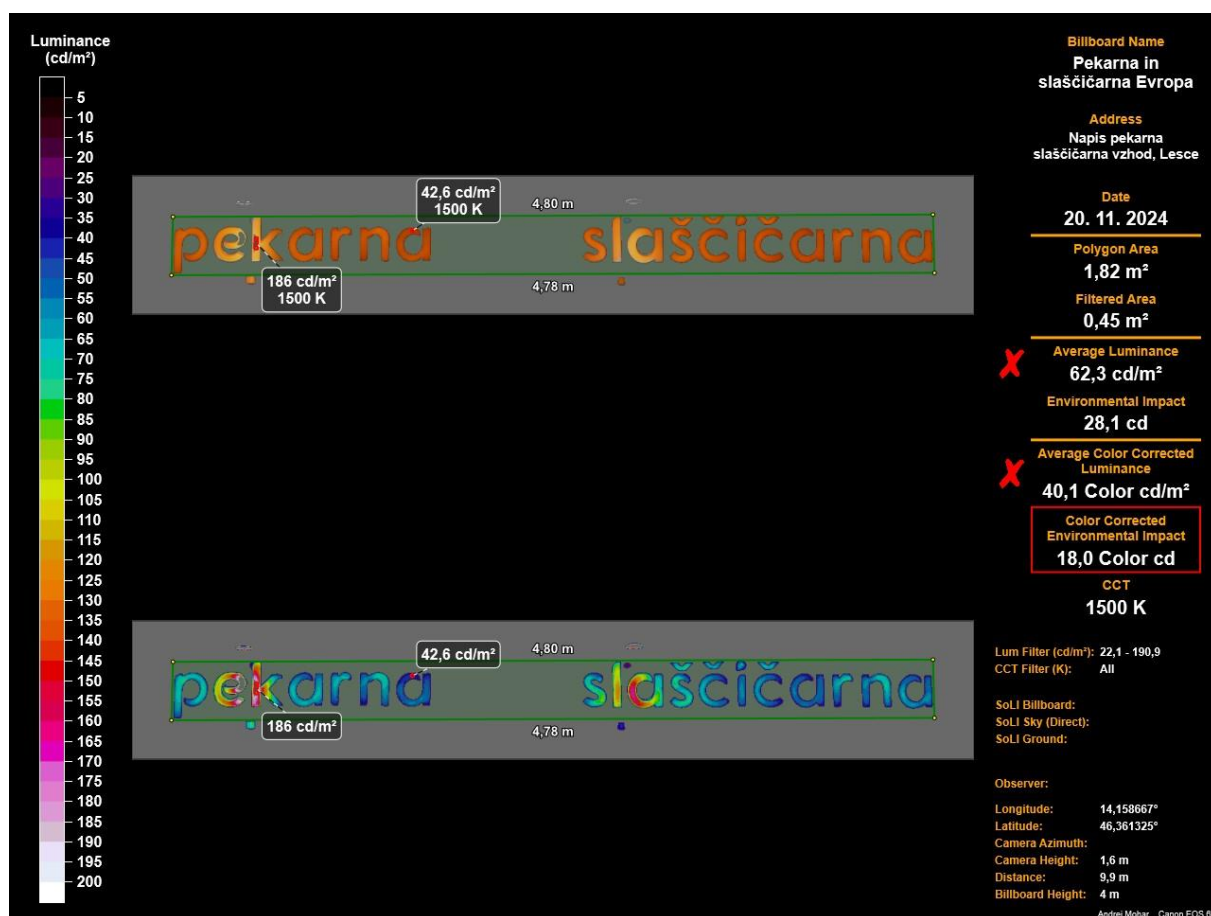 Luminance
(cd/m²)
5
10
15
20
25
30
35
40
45
50
55
60
65
70
75
80
85
90
95
100
105
110
115
120
125
130
135
140
145
150
155
160
165
170
175
180
185
190
195
200
42,6 cd/m²
1500 K
4,80 m
pekarna slaščičarna
186 cd/m²
1500 K
4,78 m
42,6 cd/m²
4,80 m
pekarna slaščičarna
186 cd/m²
4,78 m
Billboard Name
Pekarna in
slaščičarna Evropa
Address
Napis pekarna
slaščičarna vzhod, Lesce
Date
20. 11. 2024
Polygon Area
1,82 m²
Filtered Area
0,45 m²
Average Luminance
62,3 cd/m²
Environmental Impact
28,1 cd
Average Color Corrected
Luminance
40,1 Color cd/m²
Color Corrected
Environmental Impact
18,0 Color cd
CCT
1500 K
Lum Filter (cd/m²): 22,1 - 190,9
CCT Filter (K): All
SoLI Billboard:
SoLI Sky (Direct):
SoLI Ground:
Observer:
Longitude: 14,158667°
Latitude: 46,361325°
Camera Azimuth:
Camera Height: 1,6 m
Distance: 9,9 m
Billboard Height: 4 m
Andrej Mohar Canon EOS 6